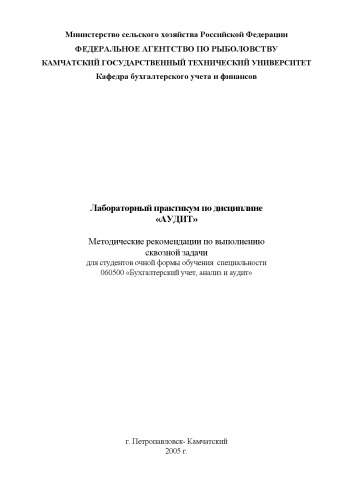 Министерство сельского хозяйства Российской Федерации
ФЕДЕРАЛЬНОЕ АГЕНТСТВО ПО РЫБОЛОВСТВУ
КАМЧАТСКИЙ ГОСУДАРСТВЕННЫЙ ТЕХНИЧЕСКИЙ УНИВЕРСИТЕТ
Кафедра бухгалтерского учета и финансов
Лабораторный практикум по дисциплине
«АУДИТ»
Методические рекомендации по выполнению
сквозной задачи
для студентов очной формы обучения специальности
060500 «Бухгалтерский учет, анализ и аудит»
г. Петропавловск- Камчатский
2005 г.